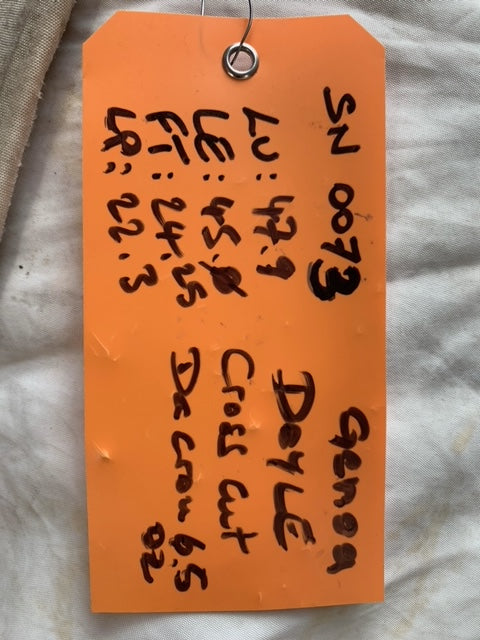 SN 0073 Genoa
LU: 47.9 DOYLE
LE: 45.0 Cross Cut
FT: 24.25 Dacron 6.5
LP: 22.3 oz